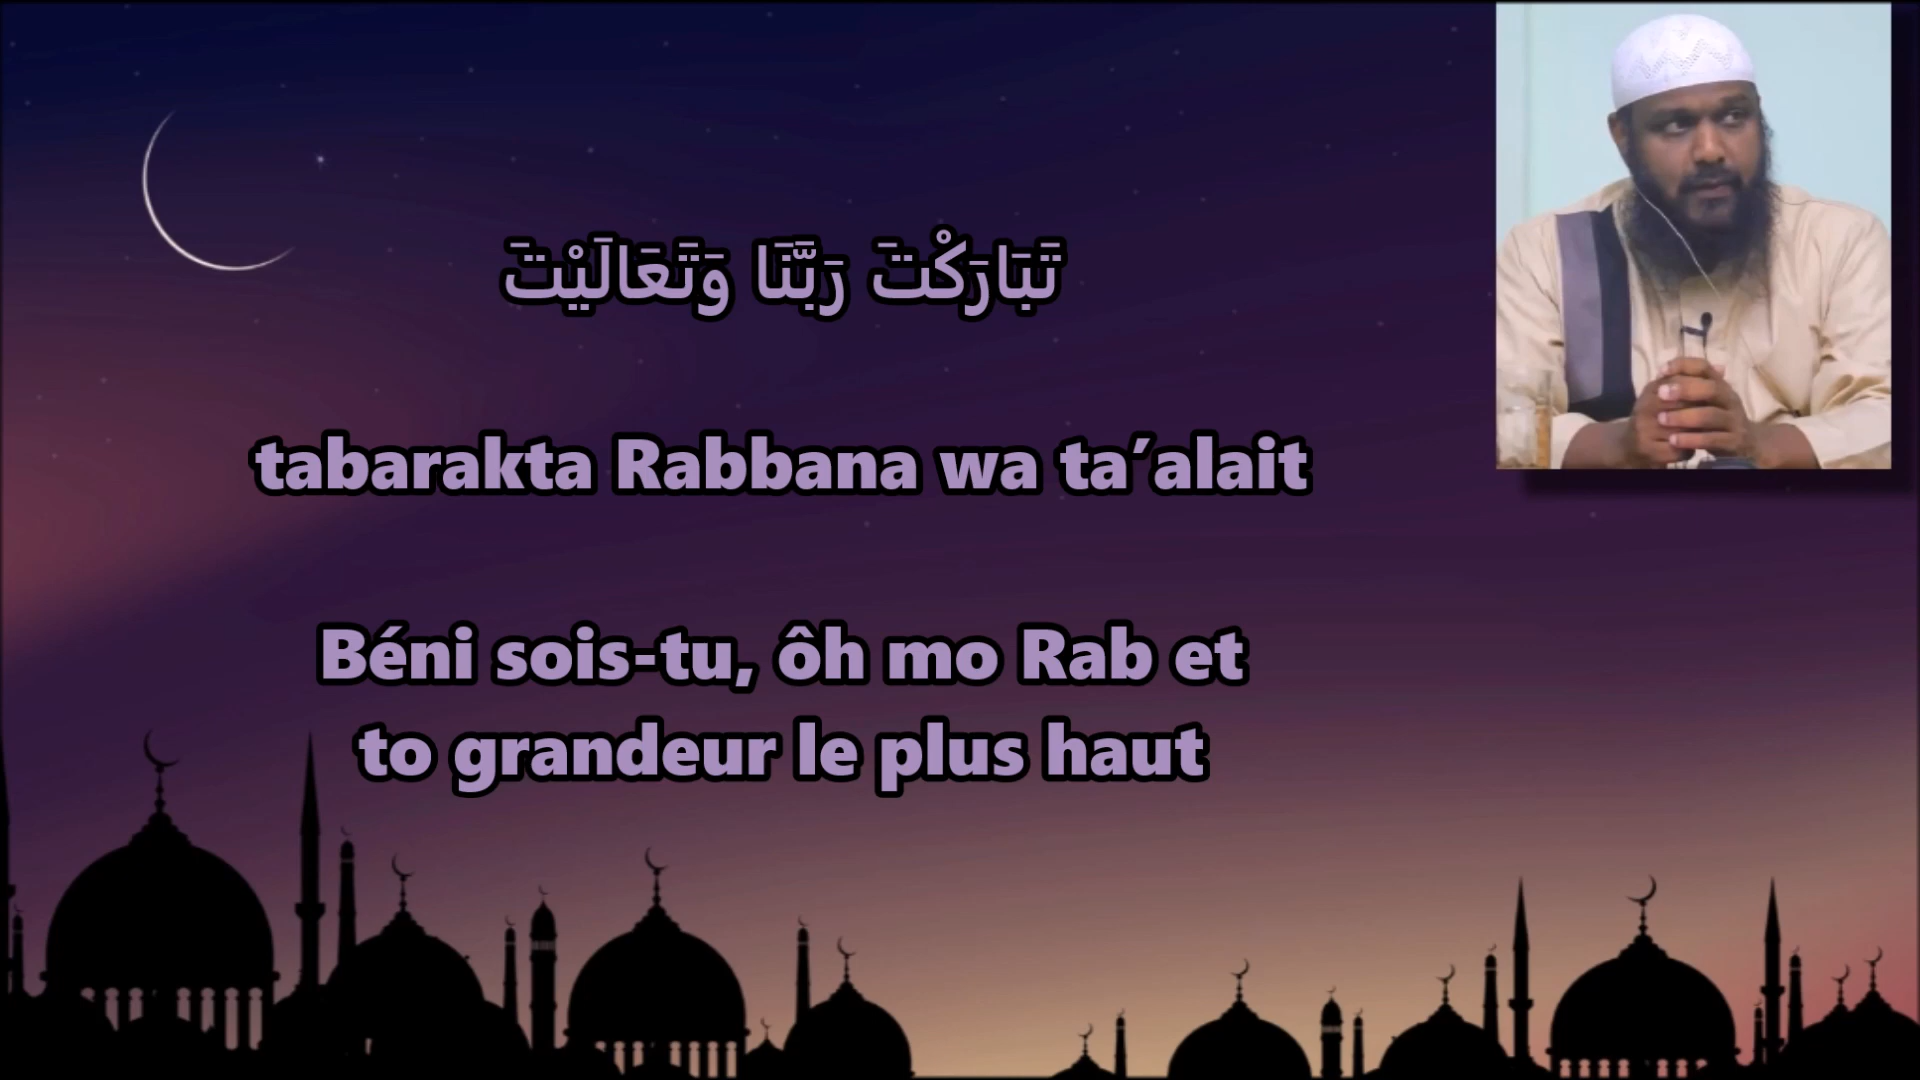 تَبَارَكْتَ رَبَّنَا وَتَعَالَيْتَ
tabarakta Rabbana wa ta’alait
Béni sois-tu, ôh mo Rab et
to grandeur le plus haut